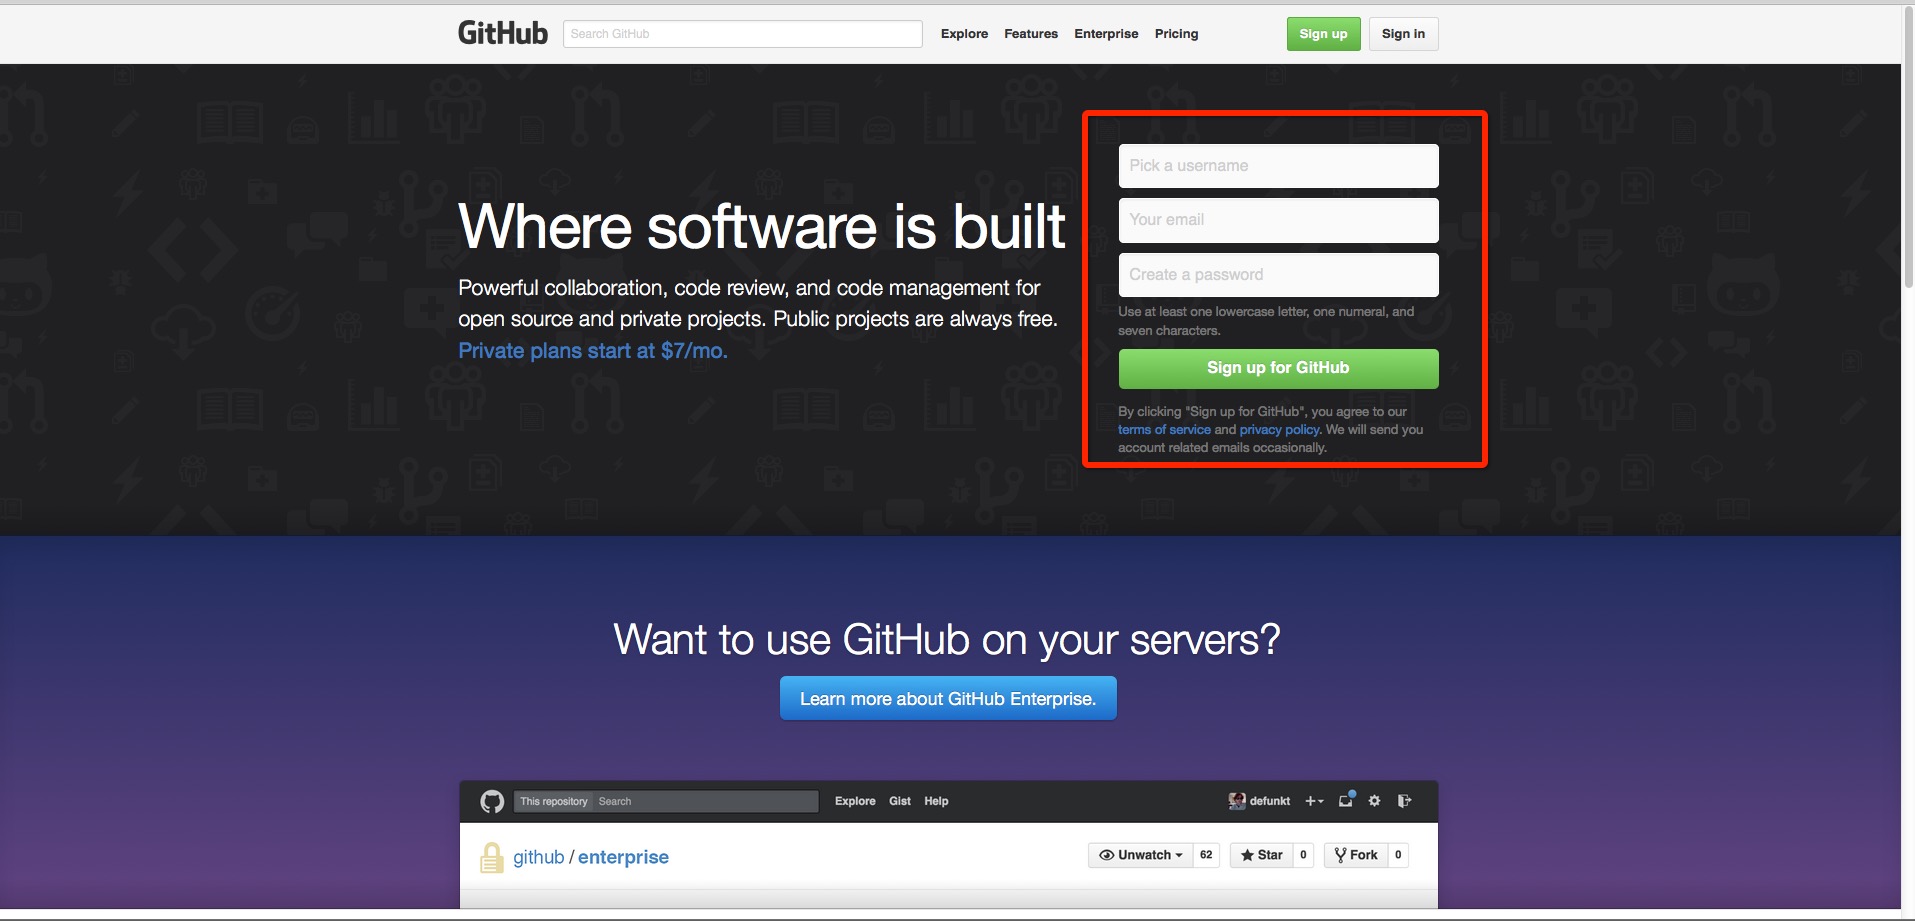 GitHub
Search GitHub
Explore Features Enterprise Pricing
Sign up Sign in
Where software is built
Powerful collaboration, code review, and code management for
open source and private projects. Public projects are always free.
Private plans start at $7/mo.
Pick a username
Your email
Create a password
Use at least one lowercase letter, one numeral, and
seven characters.
Sign up for GitHub
By clicking "Sign up for GitHub", you agree to our
terms of service and privacy policy. We will send you
account related emails occasionally.
Want to use GitHub on your servers?
Learn more about GitHub Enterprise.
This repository Search Explore Gist Help defunkt
github / enterprise Unwatch 62 Star 0 Fork 0